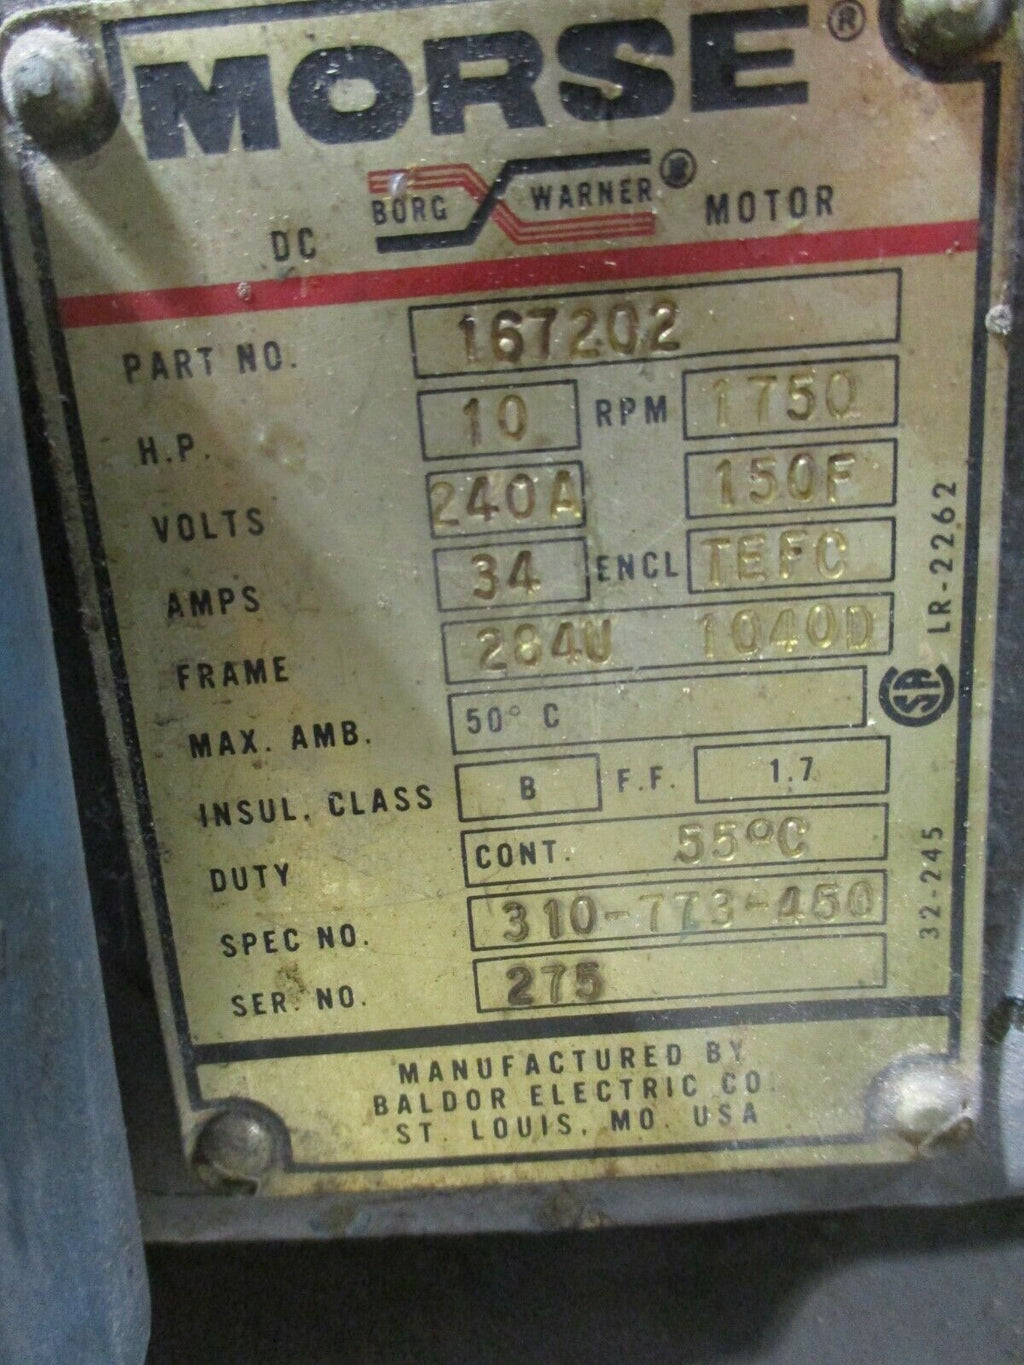 MORSE®
DC BORG WARNER® MOTOR
PART NO. 167202
H.P. 10 RPM 1750
VOLTS 240A 150F
AMPS 34 ENCL TEFC
FRAME 284U 1040D
MAX. AMB. 50° C
INSUL. CLASS B F.F. 1.7
DUTY CONT. 55°C
SPEC NO. 310-773-450
SER. NO. 275
LR-2262
SA
32-245
MANUFACTURED BY
BALDOR ELECTRIC CO.
ST. LOUIS, MO. USA